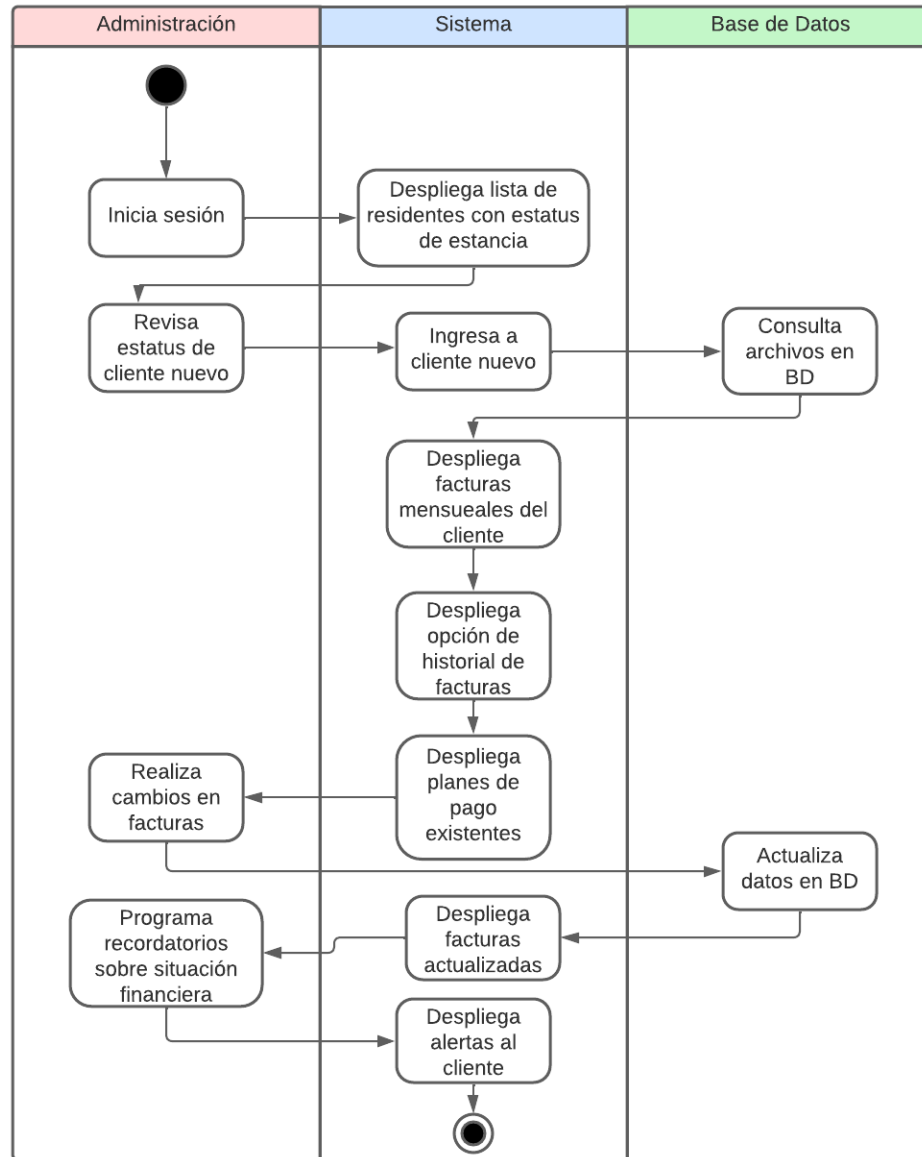 Administración
Sistema
Base de Datos
Inicia sesión
Despliega lista de
residentes con estatus
de estancia
Revisa
estatus de
cliente nuevo
Ingresa a
cliente nuevo
Consulta
archivos en
BD
Despliega
facturas
mensueales del
cliente
Despliega
opción de
historial de
facturas
Despliega
planes de
pago
existentes
Realiza
cambios en
facturas
Actualiza
datos en BD
Despliega
facturas
actualizadas
Programa
recordatorios
sobre situación
financiera
Despliega
alertas al
cliente